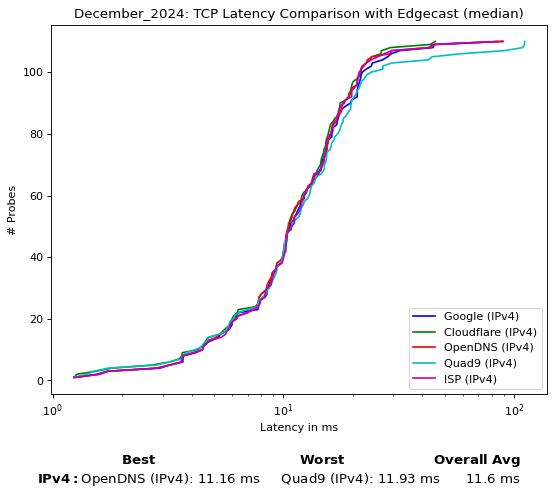 December_2024: TCP Latency Comparison with Edgecast (median)
# Probes
100
80
60
40
20
0
Google (IPv4)
Cloudflare (IPv4)
OpenDNS (IPv4)
Quad9 (IPv4)
ISP (IPv4)
10⁰ 10¹ 10²
Latency in ms
Best Worst Overall Avg
IPv4: OpenDNS (IPv4): 11.16 ms Quad9 (IPv4): 11.93 ms 11.6 ms